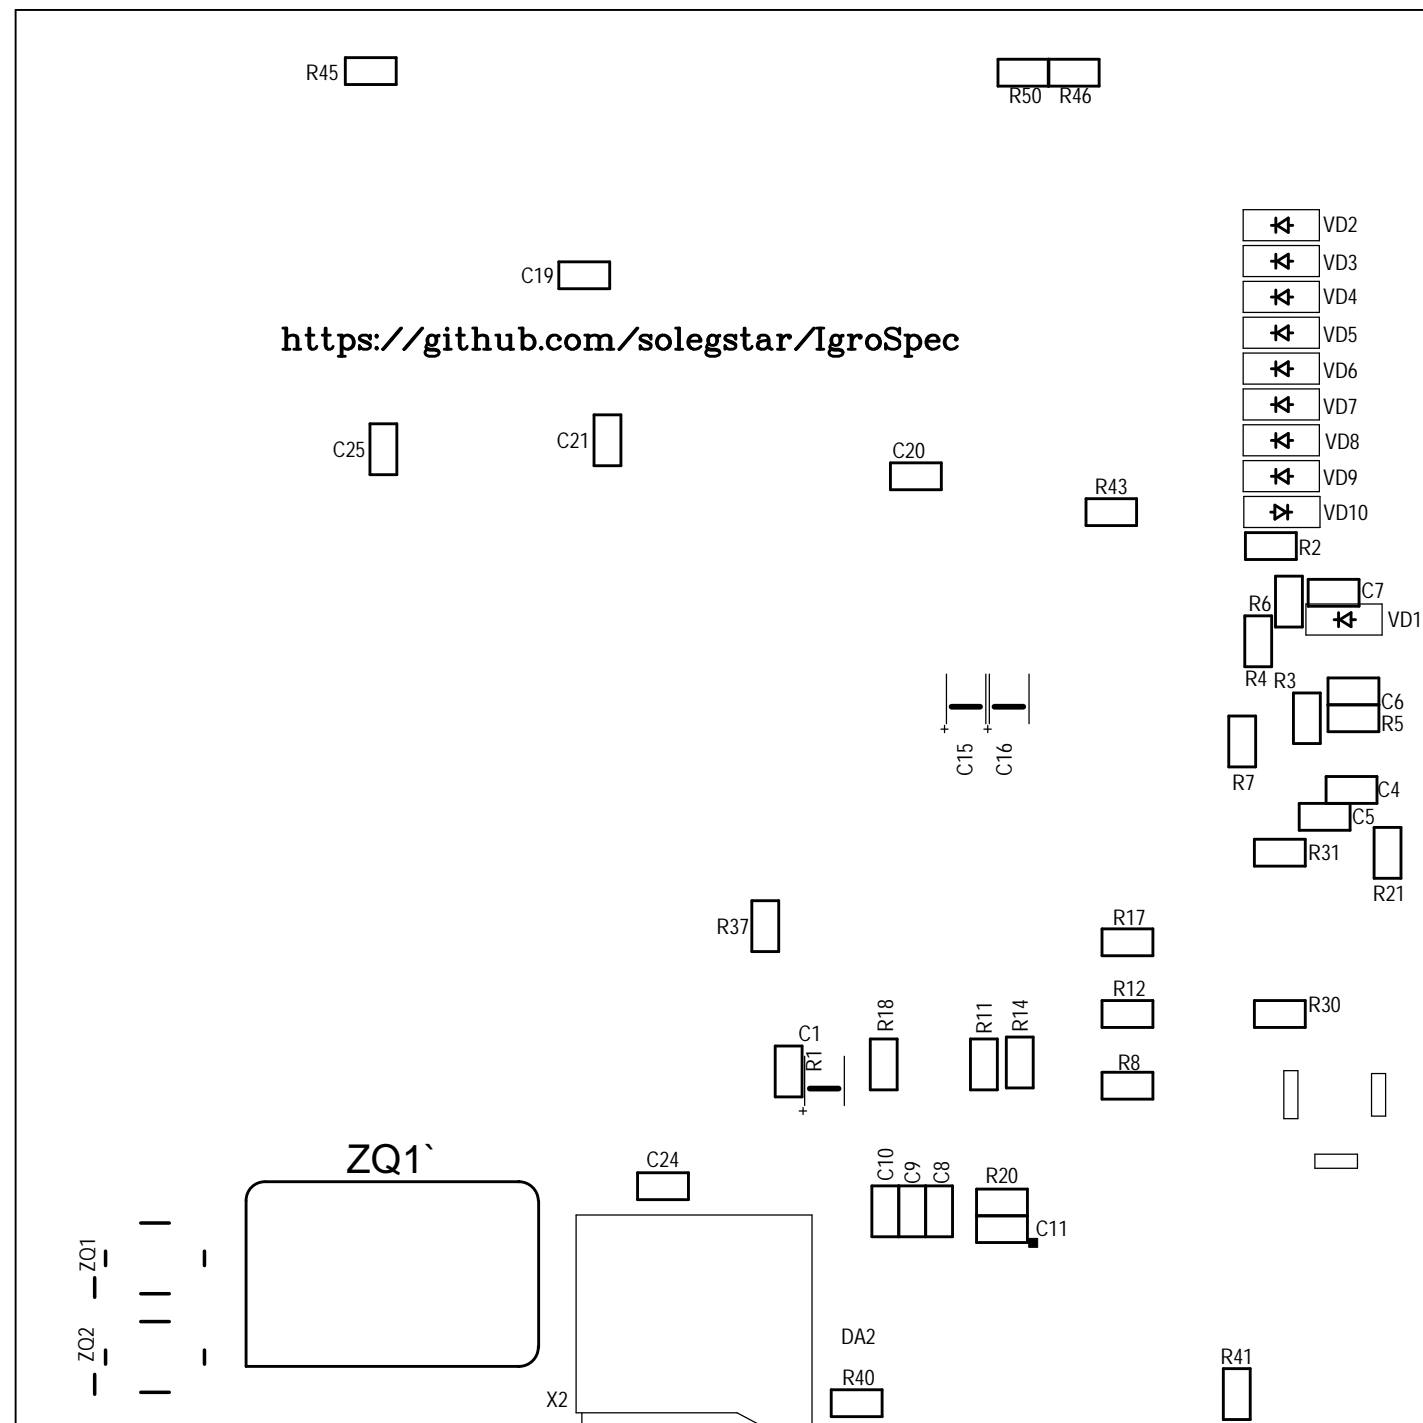 R45
R50 R46
VD2
VD3
C19
VD4
https://github.com/solegstar/IgroSpec
VD5
VD6
VD7
C25
C21
C20
VD8
VD9
R43
VD10
R2
R6
C7
VD1
R4
R3
C6
R5
+
+
C15
C16
R7
C4
C5
R31
R21
R37
R17
R12
R30
R18
R11
R14
C1
R1
R8
+
ZQ1`
C24
C10
C9
C8
R20
C11
ZQ1
ZQ2
DA2
R41
R40
X2